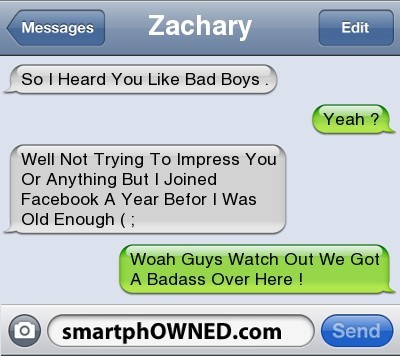 Messages
Zachary
Edit
So I Heard You Like Bad Boys .
Yeah ?
Well Not Trying To Impress You
Or Anything But I Joined
Facebook A Year Befor I Was
Old Enough ( ;
Woah Guys Watch Out We Got
A Badass Over Here !
smartphOWNED.com
Send